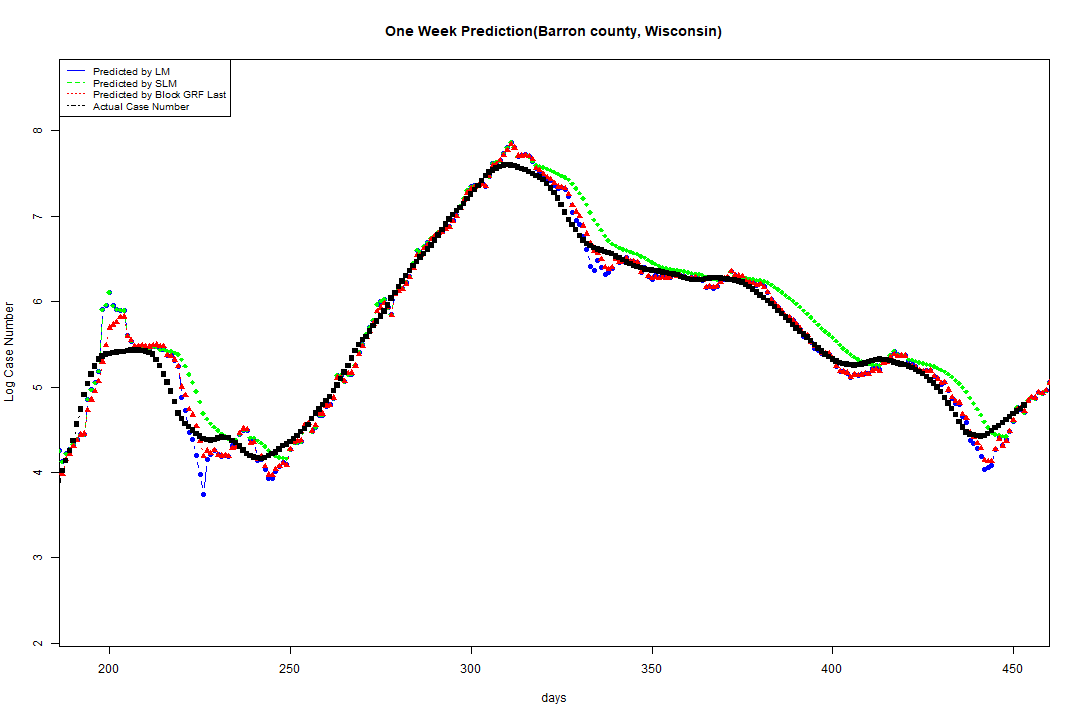 One Week Prediction(Barron county, Wisconsin)
Predicted by LM
Predicted by SLM
Predicted by Block GRF Last
Actual Case Number
8
7
6
5
4
3
2
Log Case Number
200 250 300 350 400 450
days